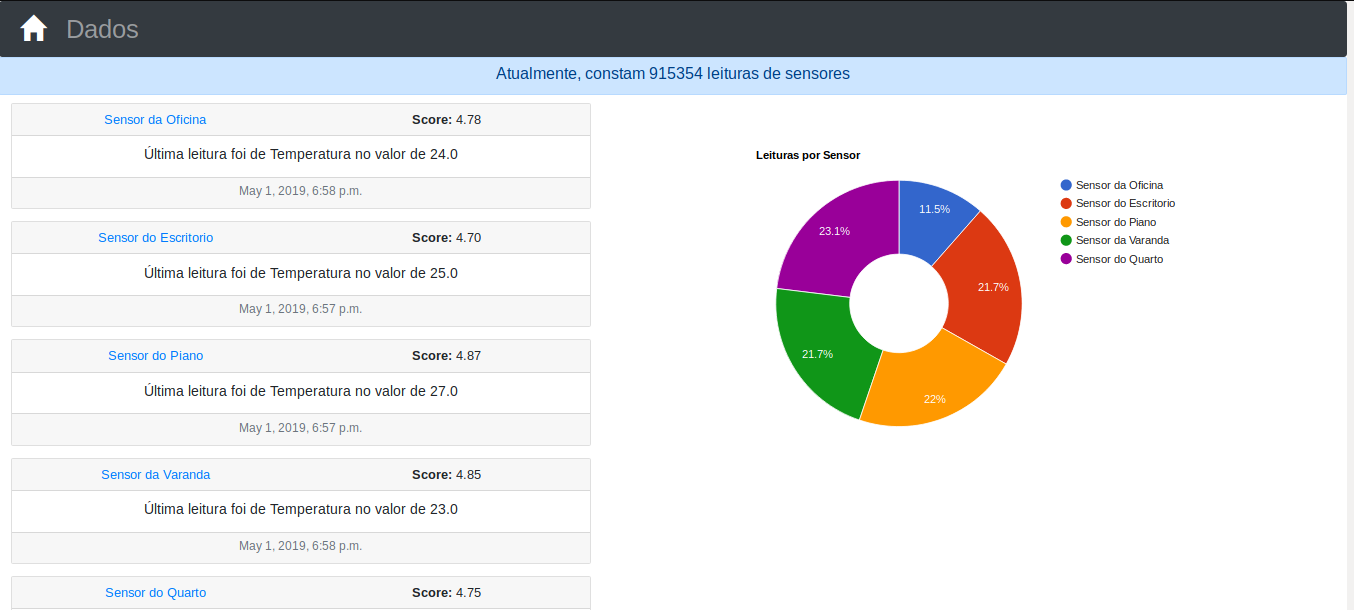 Dados
Atualmente, constam 915354 leituras de sensores
Sensor da Oficina Score: 4.78
Última leitura foi de Temperatura no valor de 24.0
May 1, 2019, 6:58 p.m.
Sensor do Escritorio Score: 4.70
Última leitura foi de Temperatura no valor de 25.0
May 1, 2019, 6:57 p.m.
Sensor do Piano Score: 4.87
Última leitura foi de Temperatura no valor de 27.0
May 1, 2019, 6:57 p.m.
Sensor da Varanda Score: 4.85
Última leitura foi de Temperatura no valor de 23.0
May 1, 2019, 6:58 p.m.
Sensor do Quarto Score: 4.75
Leituras por Sensor
11.5%
23.1%
21.7%
21.7%
22%
Sensor da Oficina
Sensor do Escritorio
Sensor do Piano
Sensor da Varanda
Sensor do Quarto